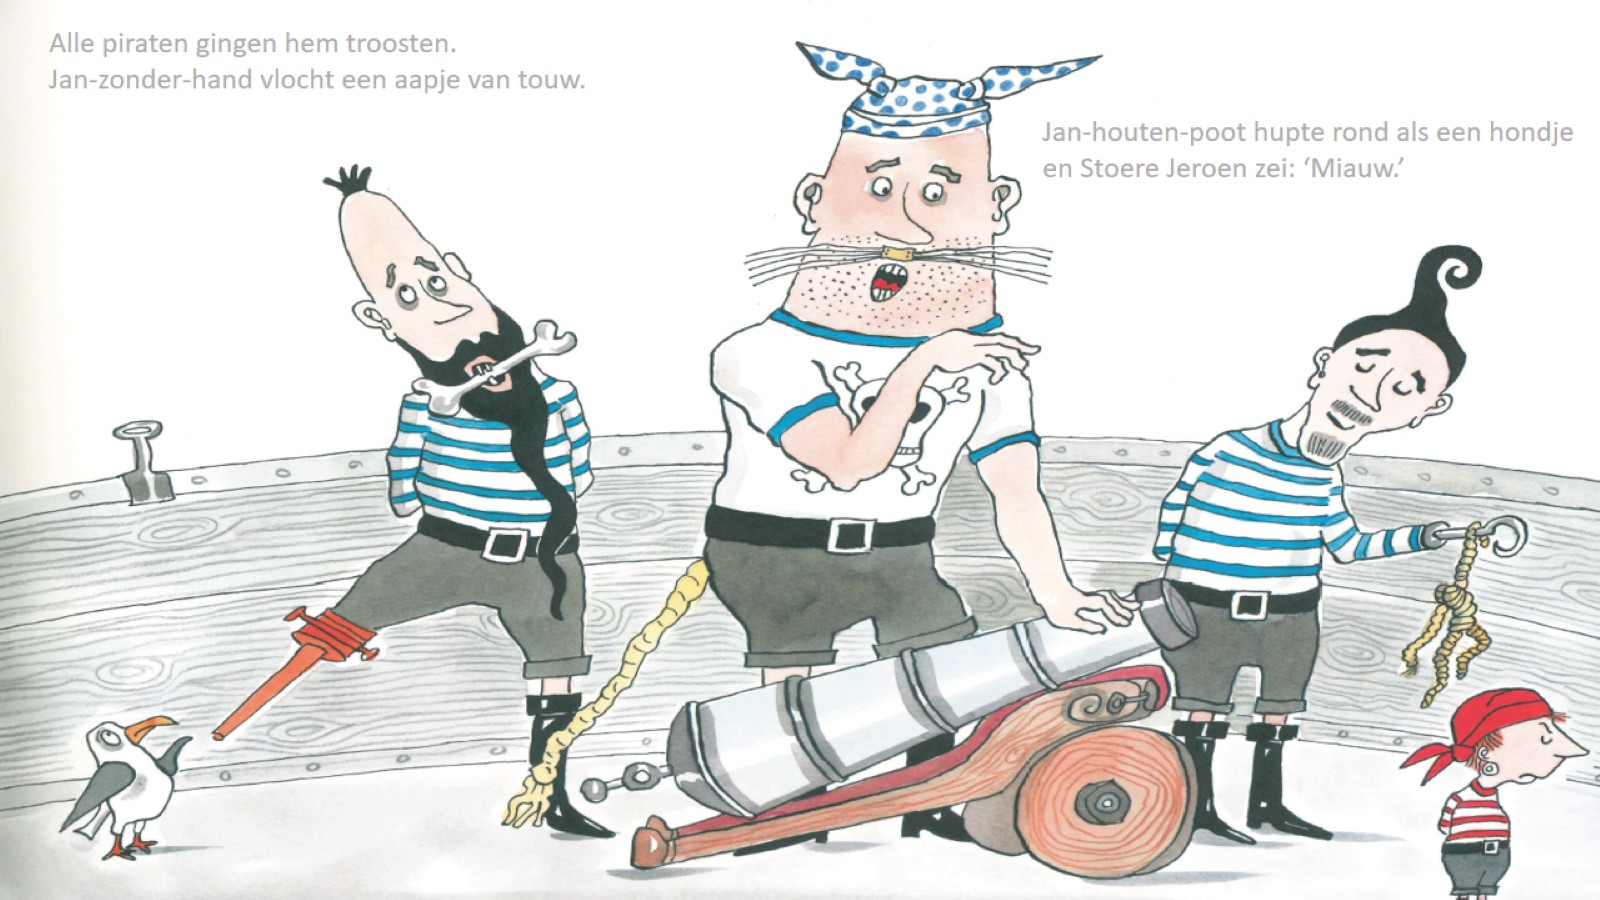 Alle piraten gingen hem troosten.
Jan-zonder-hand vlocht een aapje van touw.
Jan-houten-poot hupte rond als een hondje
en Stoere Jeroen zei: ‘Miauw.’